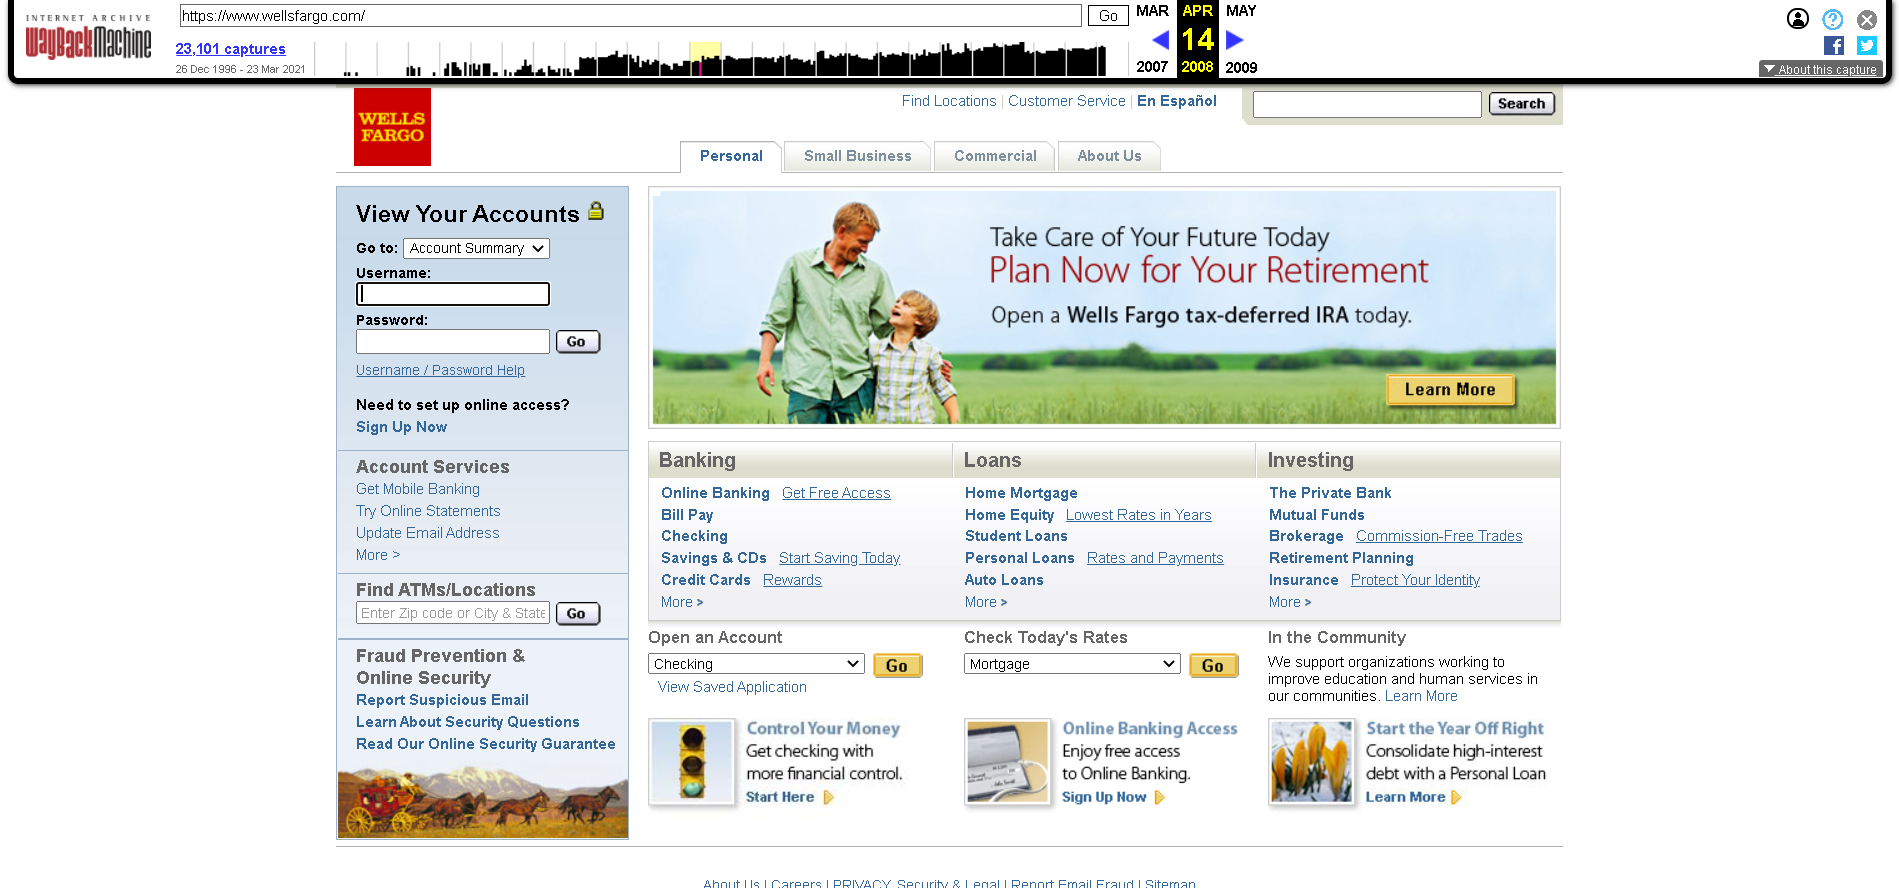 INTERNET ARCHIVE
WayBackMachine
https://www.wellsfargo.com/
Go
23,101 captures
26 Dec 1996 - 23 Mar 2021
MAR APR MAY
14
2007 2008 2009
About this capture
WELLS
FARGO
Find Locations | Customer Service | En Español
Search
Personal
Small Business
Commercial
About Us
View Your Accounts
Go to: Account Summary
Username:
Password:
Go
Username / Password Help
Need to set up online access?
Sign Up Now
Account Services
Get Mobile Banking
Try Online Statements
Update Email Address
More >
Find ATMs/Locations
Enter Zip code or City & State
Go
Fraud Prevention &
Online Security
Report Suspicious Email
Learn About Security Questions
Read Our Online Security Guarantee
Take Care of Your Future Today
Plan Now for Your Retirement
Open a Wells Fargo tax-deferred IRA today.
Learn More
Banking
Online Banking Get Free Access
Bill Pay
Checking
Savings & CDs Start Saving Today
Credit Cards Rewards
More >
Loans
Home Mortgage
Home Equity Lowest Rates in Years
Student Loans
Personal Loans Rates and Payments
Auto Loans
More >
Investing
The Private Bank
Mutual Funds
Brokerage Commission-Free Trades
Retirement Planning
Insurance Protect Your Identity
More >
Open an Account
Checking
Go
View Saved Application
Check Today's Rates
Mortgage
Go
In the Community
We support organizations working to
improve education and human services in
our communities. Learn More
Control Your Money
Get checking with
more financial control.
Start Here
Online Banking Access
Enjoy free access
to Online Banking.
Sign Up Now
Start the Year Off Right
Consolidate high-interest
debt with a Personal Loan
Learn More
About Us | Careers | PRIVACY, Security & Legal | Report Email Fraud | Sitemap